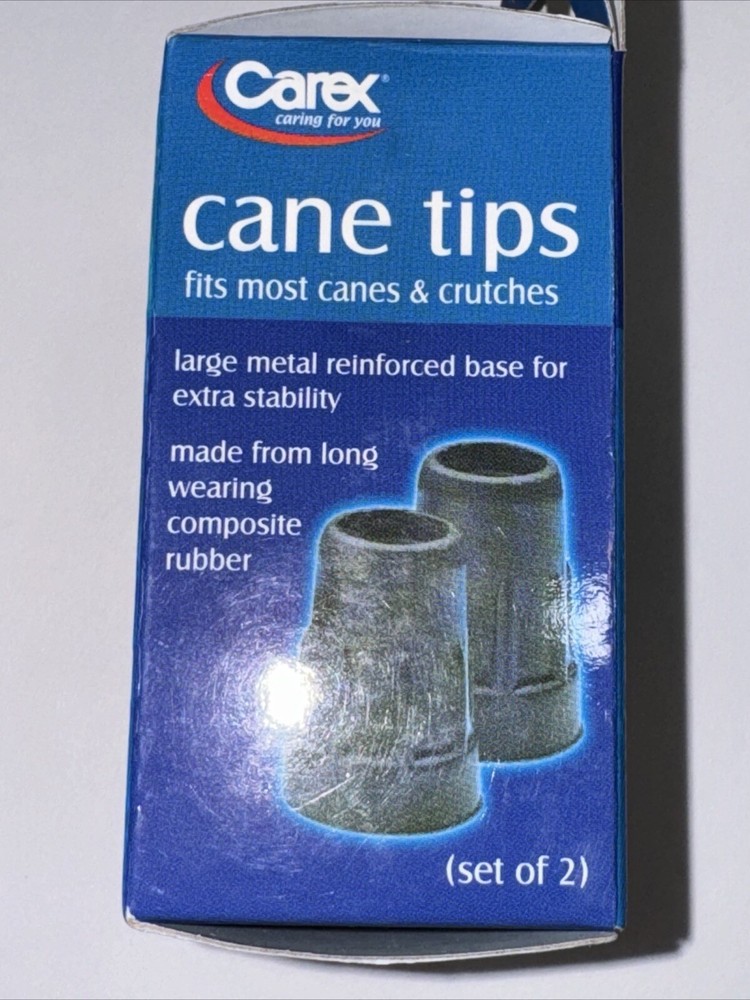 Carex®
caring for you
cane tips
fits most canes & crutches
large metal reinforced base for
extra stability
made from long
wearing
composite
rubber
(set of 2)